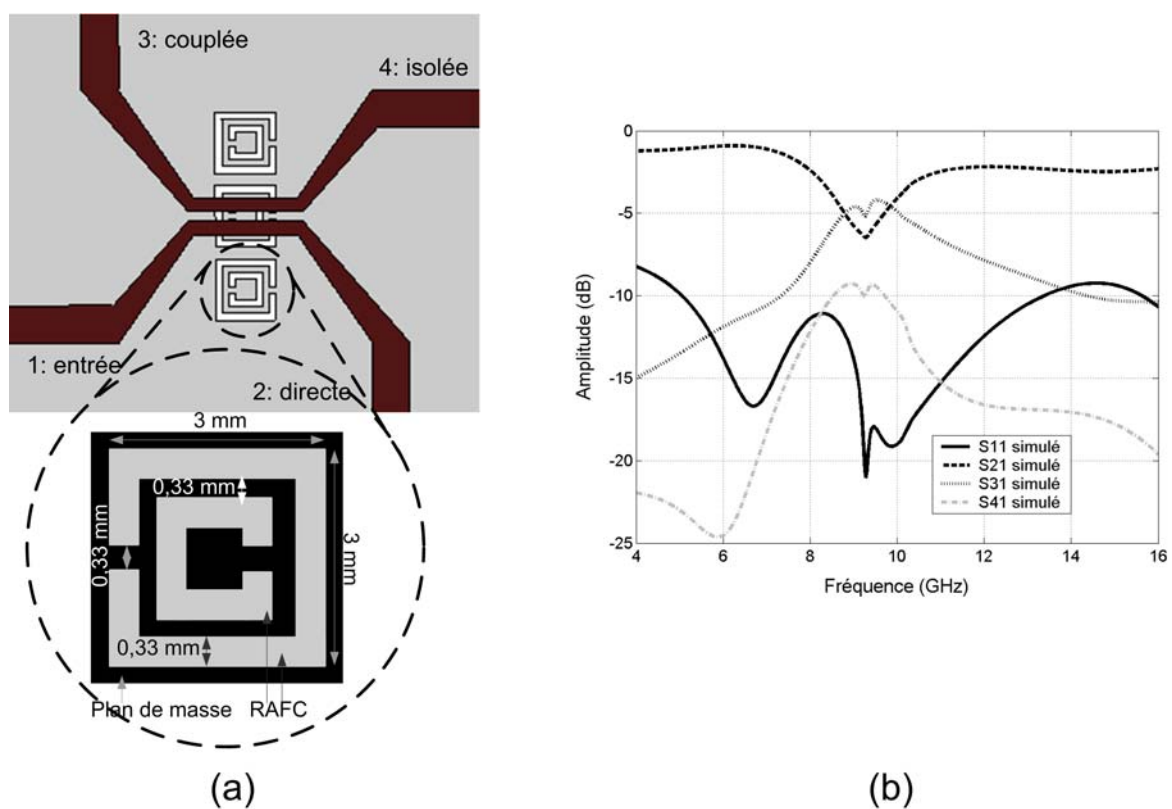 3: couplée
4: isolée
1: entrée
2: directe
3 mm
0,33 mm
0,33 mm
3 mm
0,33 mm
Plan de masse
RAFC
(a)
0
-5
-10
-15
-20
-25
4
6
8
10
12
14
16
Amplitude (dB)
Fréquence (GHz)
S11 simulé
S21 simulé
S31 simulé
S41 simulé
(b)